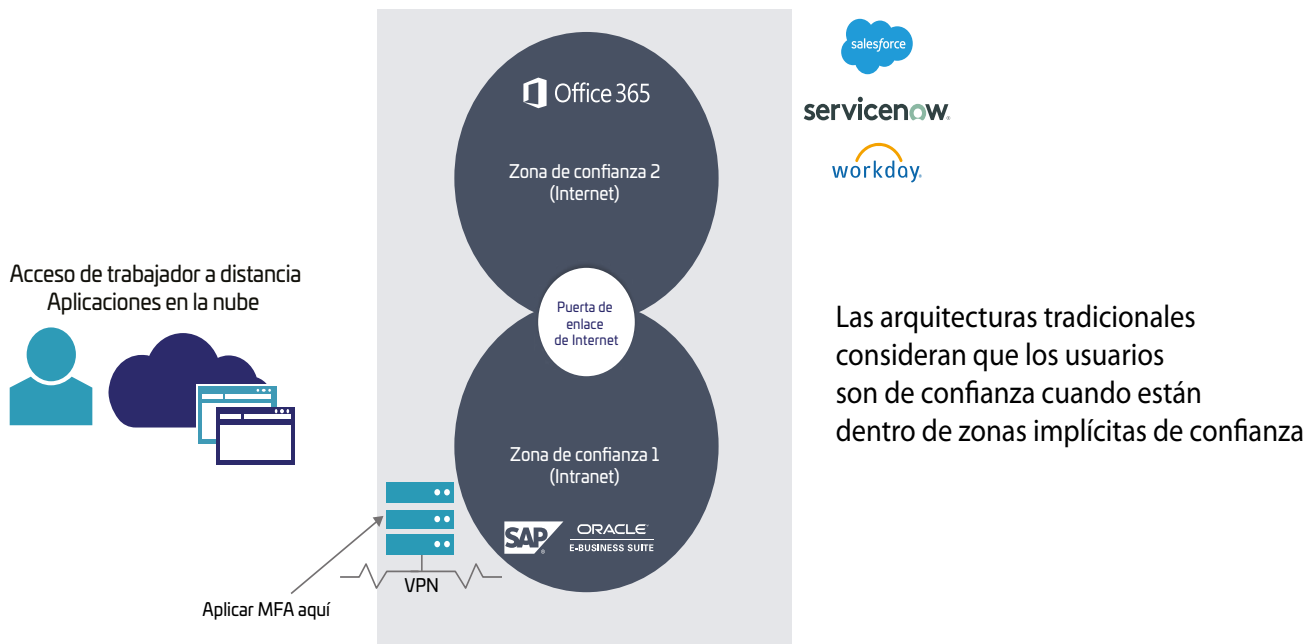 Office 365
Zona de confianza 2
(Internet)
salesforce
servicenow.
workday.
Acceso de trabajador a distancia
Aplicaciones en la nube
Puerta de
enlace
de Internet
Las arquitecturas tradicionales
consideran que los usuarios
son de confianza cuando están
dentro de zonas implícitas de confianza
Zona de confianza 1
(Intranet)
SAP
ORACLE
E-BUSINESS SUITE
VPN
Aplicar MFA aquí